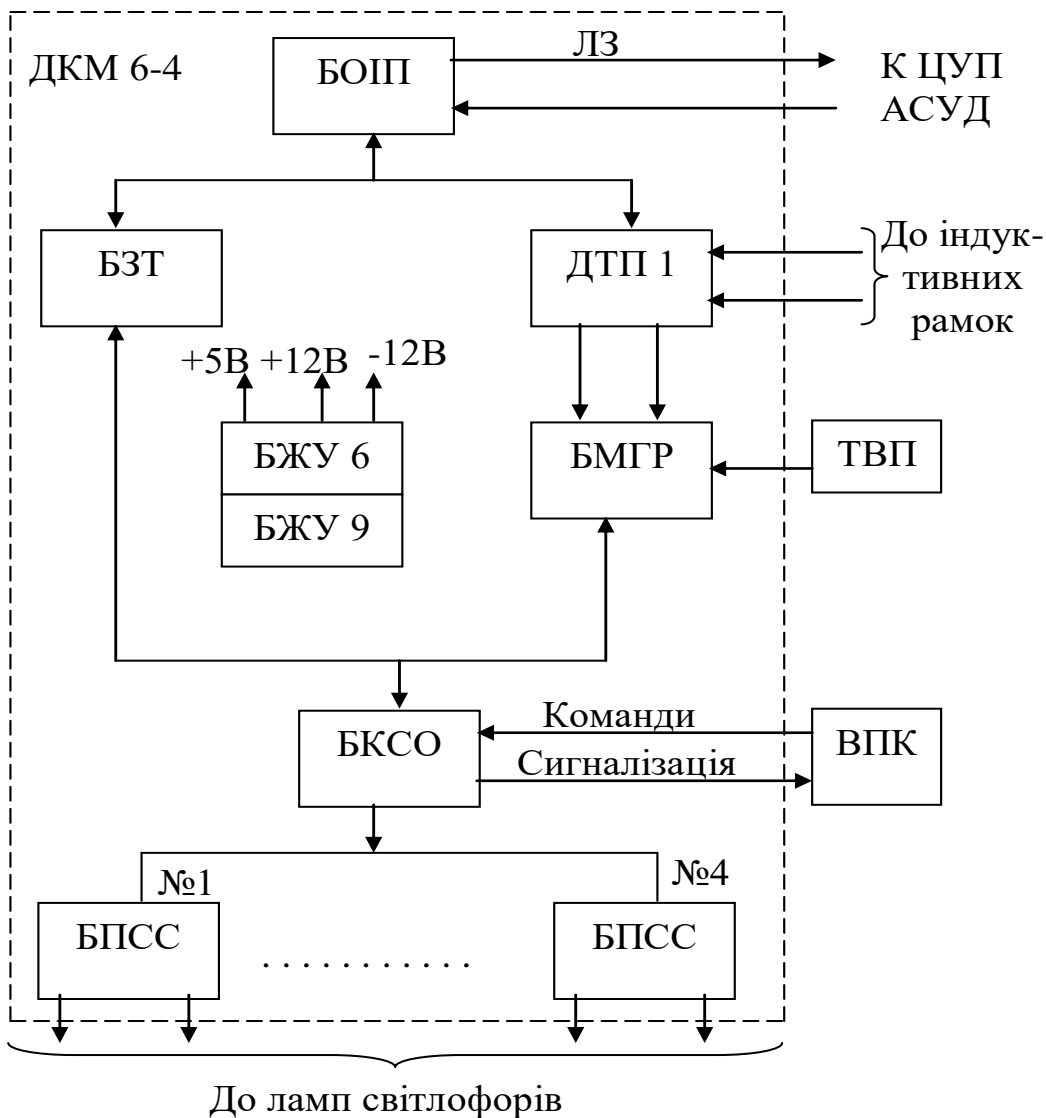 ДКМ 6-4
БОІП
ЛЗ
К ЦУП
АСУД
БЗТ
ДТП 1
До індук-
тивних
рамок
+5В +12В -12В
БЖУ 6
БЖУ 9
БМГР
ТВП
БКСО
Команди
Сигналізація
ВПК
№1
№4
БПСС
. . . . . . . . . . .
БПСС
До ламп світлофорів